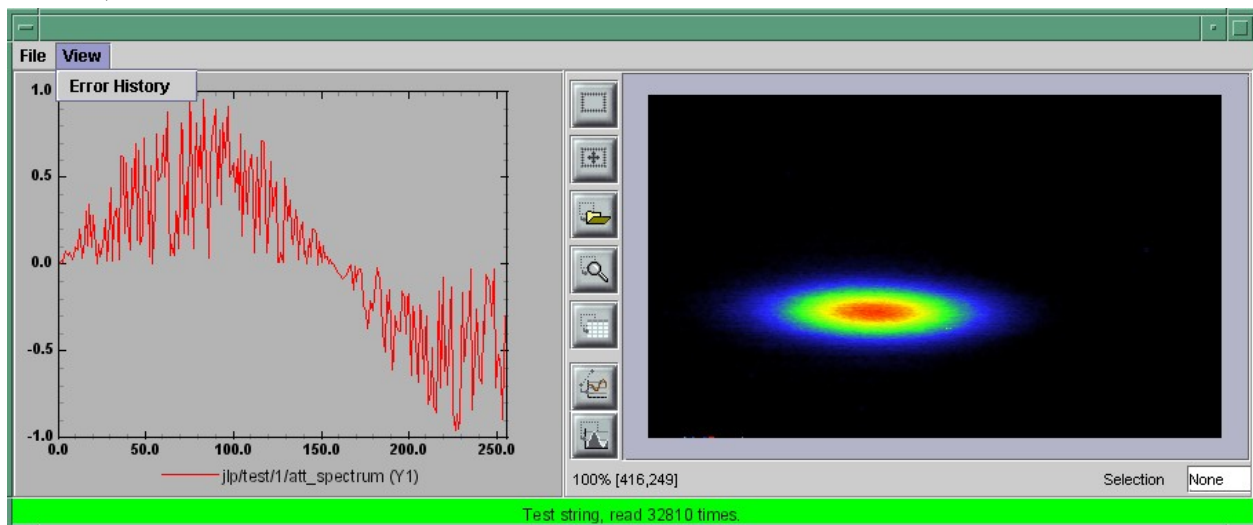 File View
Error History
1.0
0.5
0.0
-0.5
-1.0
0.0 50.0 100.0 150.0 200.0 250.0
jlp/test/1/att_spectrum (Y1)
100% [416,249]
Selection None
Test string, read 32810 times.